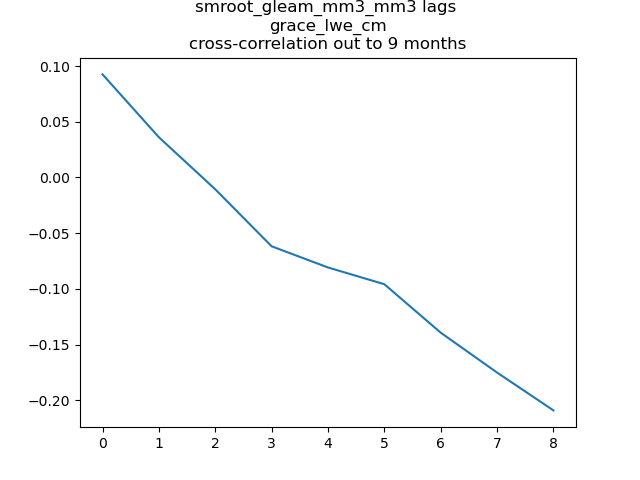 smroot_gleam_mm3_mm3 lags
grace_lwe_cm
cross-correlation out to 9 months
0.10
0.05
0.00
−0.05
−0.10
−0.15
−0.20
0 1 2 3 4 5 6 7 8